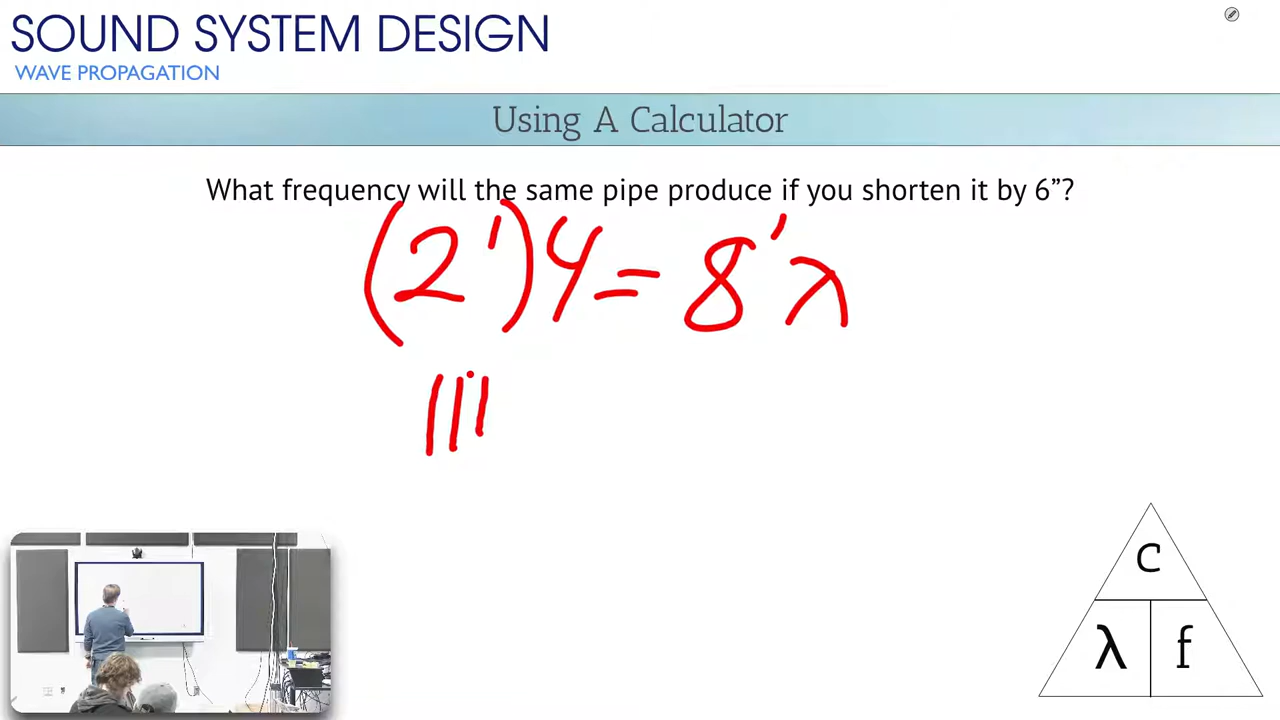 SOUND SYSTEM DESIGN
WAVE PROPAGATION
Using A Calculator
What frequency will the same pipe produce if you shorten it by 6”?
(2')4=8'λ
111
c
λ f